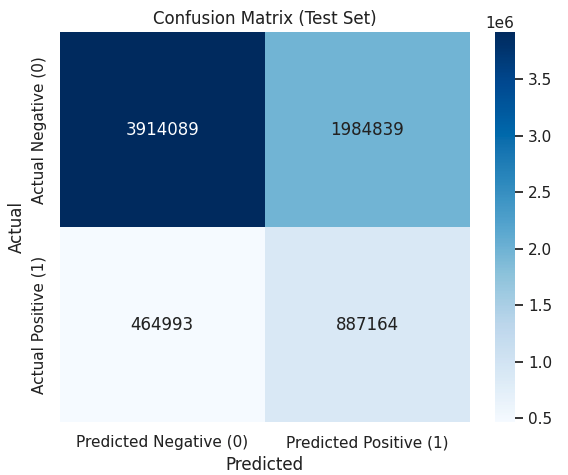 Confusion Matrix (Test Set)
1e6
Actual Negative (0)
3914089
1984839
3.5
3.0
2.5
Actual
2.0
Actual Positive (1)
464993
887164
1.5
1.0
0.5
Predicted Negative (0)
Predicted Positive (1)
Predicted